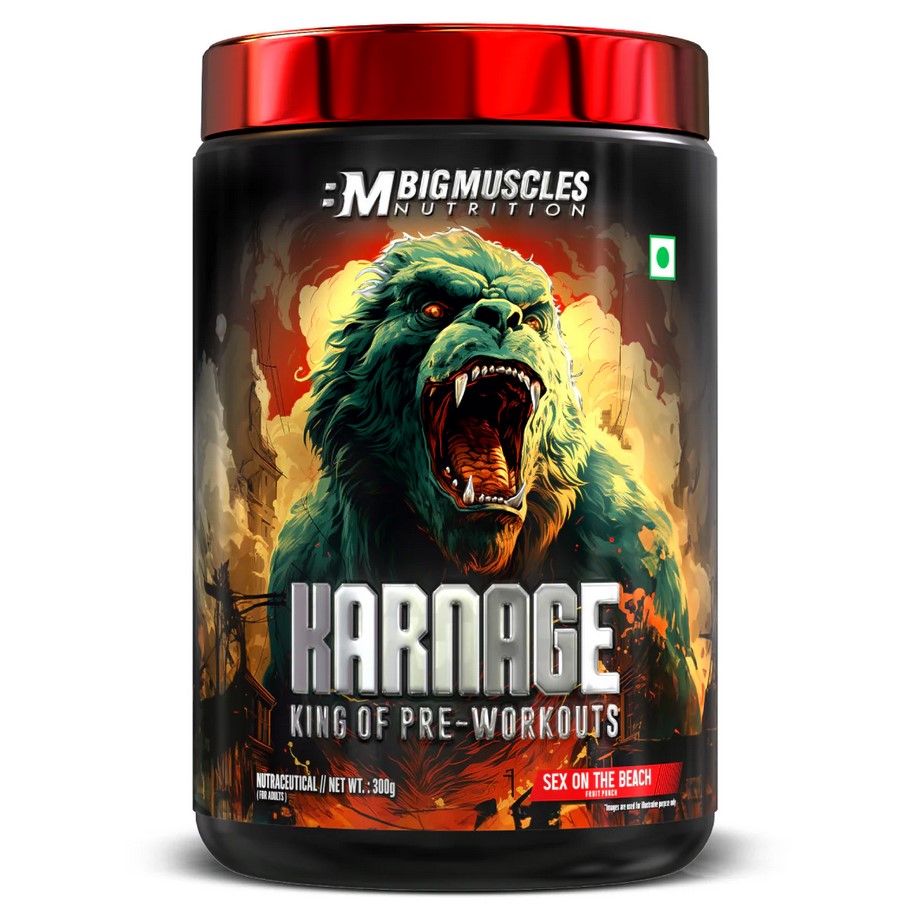 BM BIGMUSCLES
NUTRITION
KARNAGE
KING OF PRE-WORKOUTS
NUTRACEUTICAL // NET WT. : 300g
(FOR ADULTS)
SEX ON THE BEACH
FRUIT PUNCH
*Images are used for illustrative purpose only